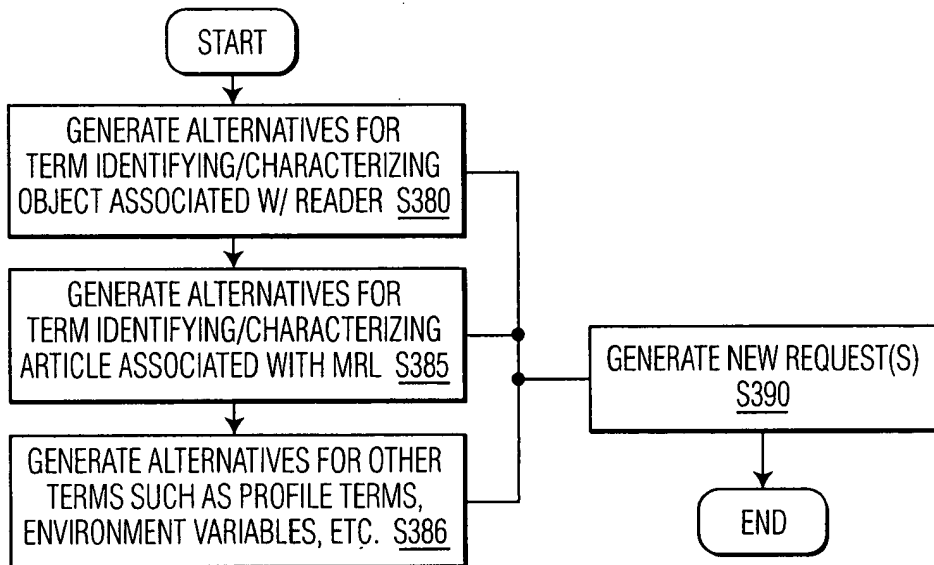 START
GENERATE ALTERNATIVES FOR
TERM IDENTIFYING/CHARACTERIZING
OBJECT ASSOCIATED W/ READER S380
GENERATE ALTERNATIVES FOR
TERM IDENTIFYING/CHARACTERIZING
ARTICLE ASSOCIATED WITH MRL S385
GENERATE ALTERNATIVES FOR OTHER
TERMS SUCH AS PROFILE TERMS,
ENVIRONMENT VARIABLES, ETC. S386
GENERATE NEW REQUEST(S)
S390
END